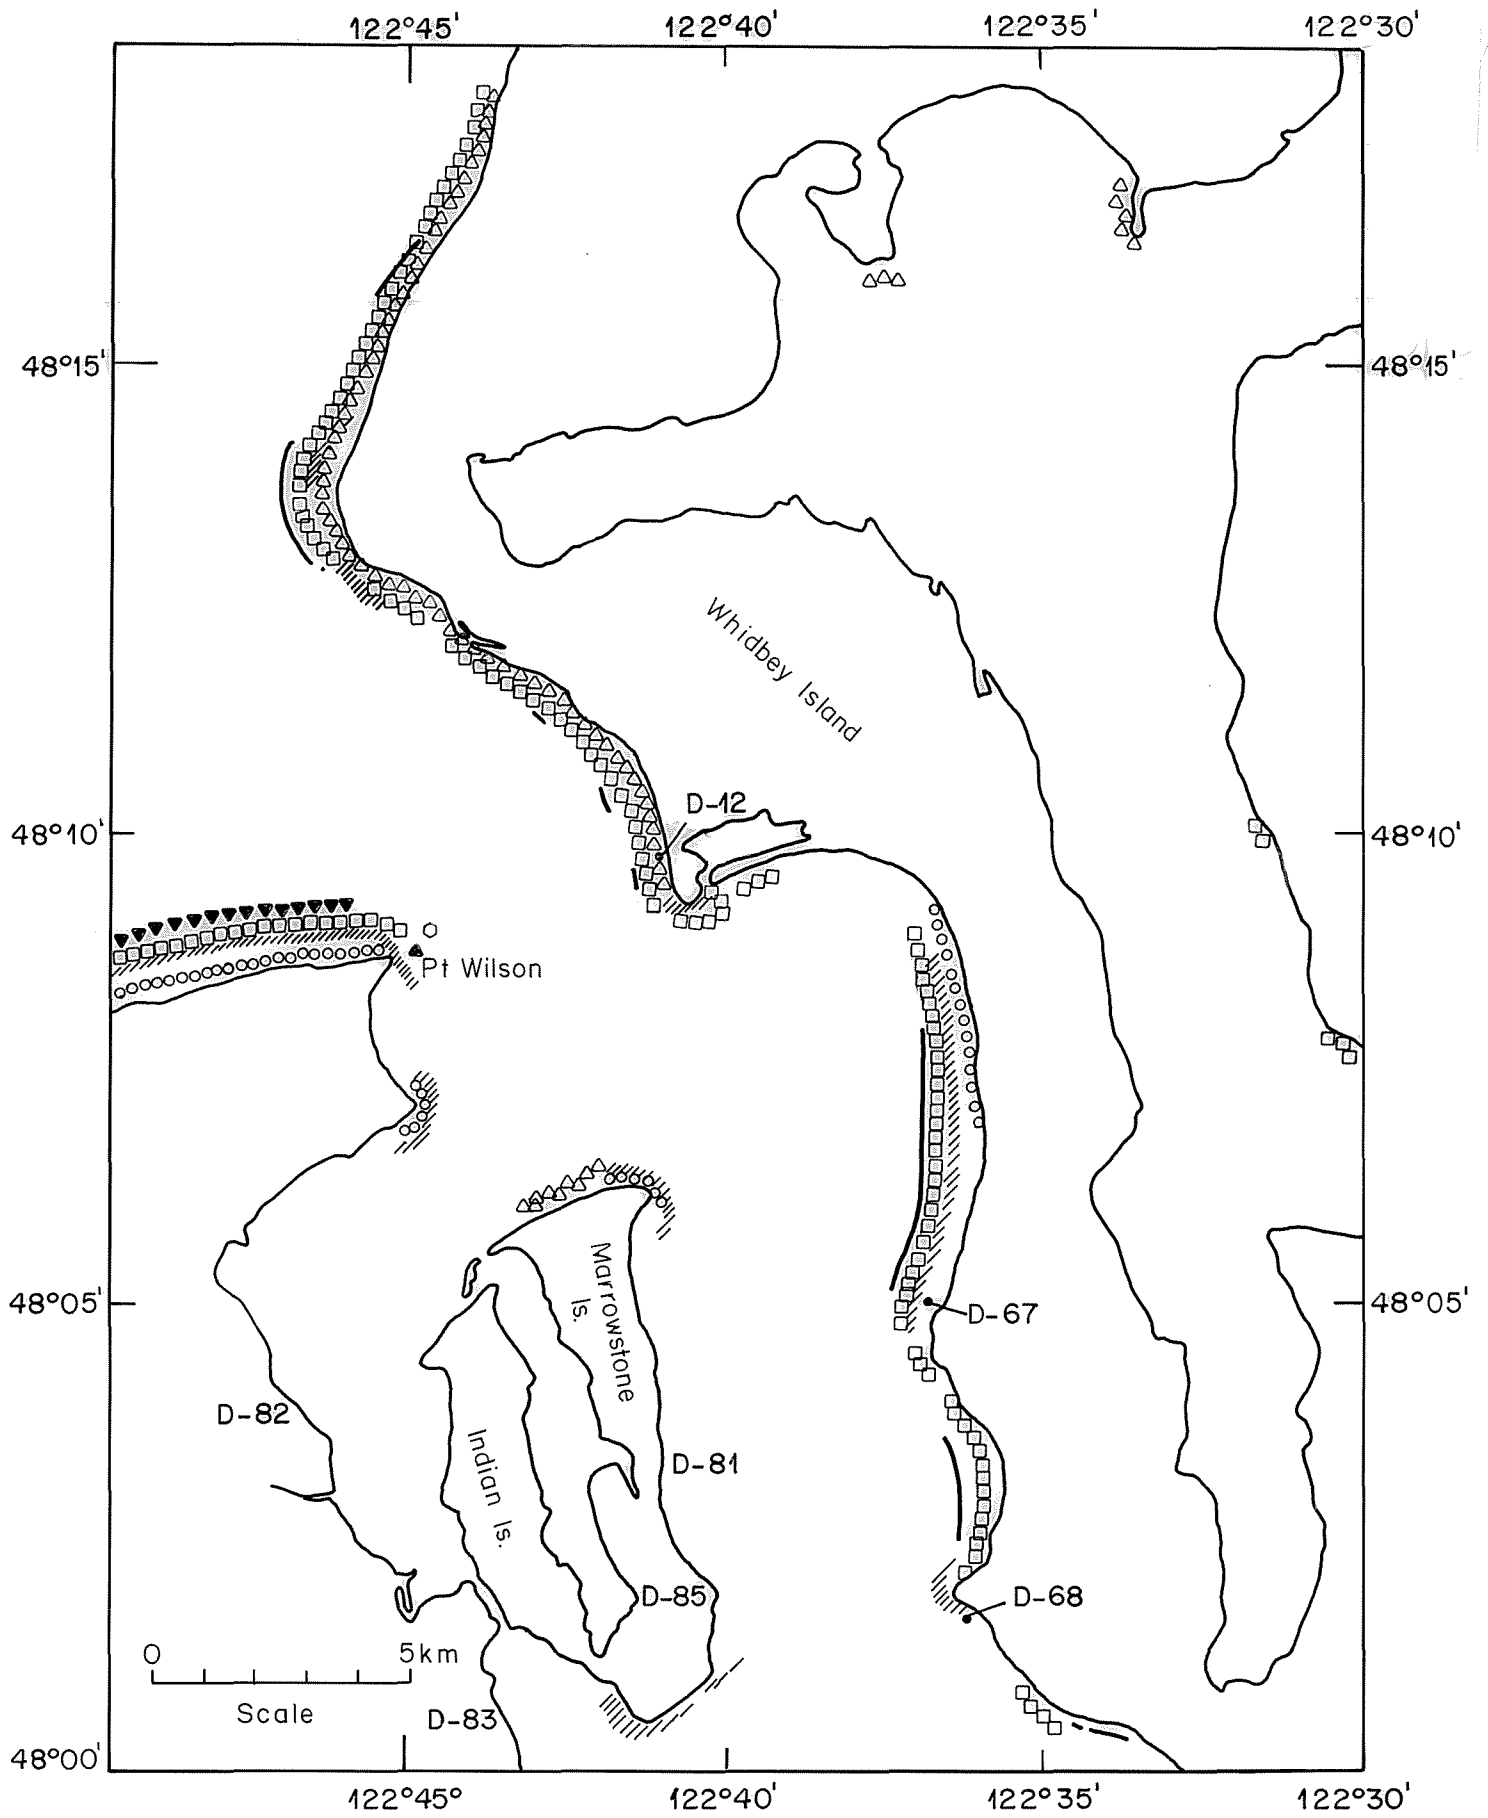 122°45' 122°40' 122°35' 122°30'
48°15' 48°15'
Whidbey Island
D-12
48°10' 48°10'
Pt Wilson
Marrowstone
Is.
48°05' 48°05'
D-67
D-82
Indian Is.
D-81
D-85
D-68
0 5km
Scale
D-83
48°00'
122°45° 122°40' 122°35' 122°30'